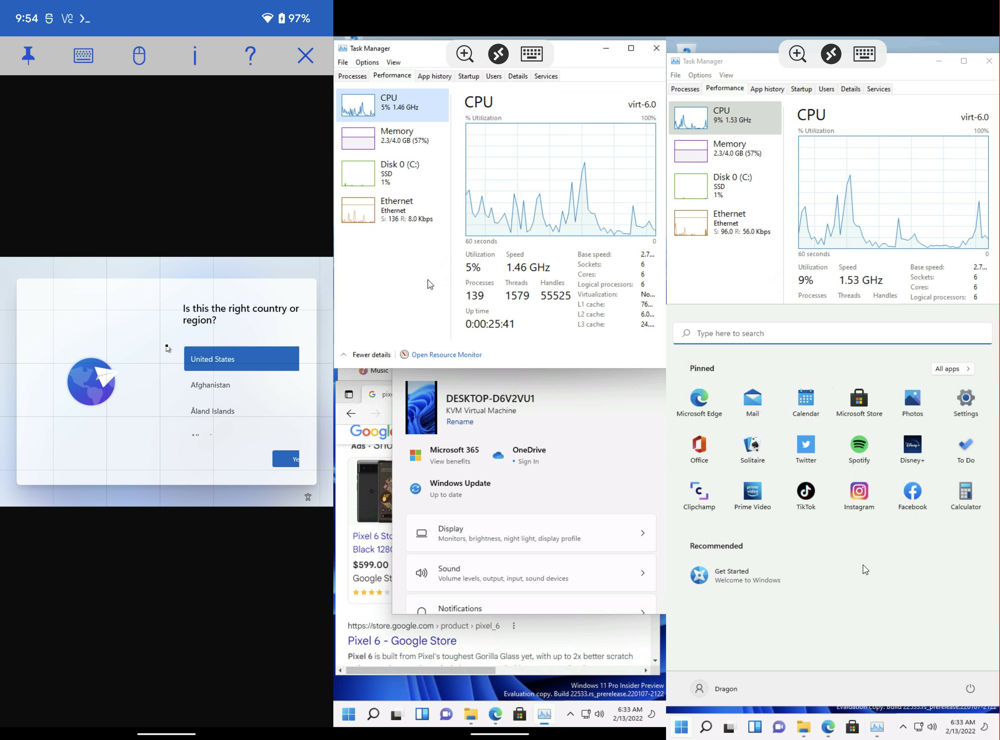 9:54
97%
Is this the right country or
region?
United States
Afghanistan
Åland Islands
Ye
Task Manager
File Options View
Processes Performance App history Startup Users Details Services
CPU
5% 1.46 GHz
Memory
2.3/4.0 GB (57%)
Disk 0 (C:)
SSD
1%
Ethernet
Ethernet
S: 136 R: 8.0 Kbps
CPU virt-6.0
% Utilization 100%
60 seconds 0
Utilization Speed
5% 1.46 GHz
Processes Threads Handles
139 1579 55525
Up time
0:00:25:41
Base speed: 2.7...
Sockets: 6
Cores: 6
Logical processors: 6
Virtualization: No...
L1 cache: 76...
L2 cache: 6.0...
L3 cache: 24....
Fewer details Open Resource Monitor
Music
pix
Google
Ads ·
Pixel 6 Sto
Black 128
$599.00
Google St
DESKTOP-D6V2VU1
KVM Virtual Machine
Rename
Microsoft 365
View benefits
OneDrive
• Sign In
Windows Update
Up to date
Display
Monitors, brightness, night light, display profile
Sound
Volume levels, output, input, sound devices
Notifications
https://store.google.com › product › pixel_6
Pixel 6 - Google Store
Pixel 6 is built from Pixel's toughest Gorilla Glass yet, with up to 2x better scratch
Windows 11 Pro Insider Preview
Evaluation copy. Build 22533.rs_prerelease.220107-2122
6:33 AM
2/13/2022
Task Manager
File Options View
Processes Performance App history Startup Users Details Services
CPU
9% 1.53 GHz
Memory
2.3/4.0 GB (57%)
Disk 0 (C:)
SSD
1%
Ethernet
Ethernet
S: 96.0 R: 56.0 Kbps
CPU virt-6.0
% Utilization 100%
60 seconds 0
Utilization Speed
9% 1.53 GHz
Processes Threads Handles
Base speed: 2.7...
Sockets: 6
Cores: 6
Logical processors: 6
Type here to search
Pinned All apps
Microsoft Edge Mail Calendar Microsoft Store Photos Settings
Office Solitaire Twitter Spotify Disney+ To Do
prime
video
Clipchamp Prime Video TikTok Instagram Facebook Calculator
Recommended
Get Started
Welcome to Windows
Dragon
Evaluation copy. Build 22533.rs_prerelease.220107-2122
6:33 AM
2/13/2022